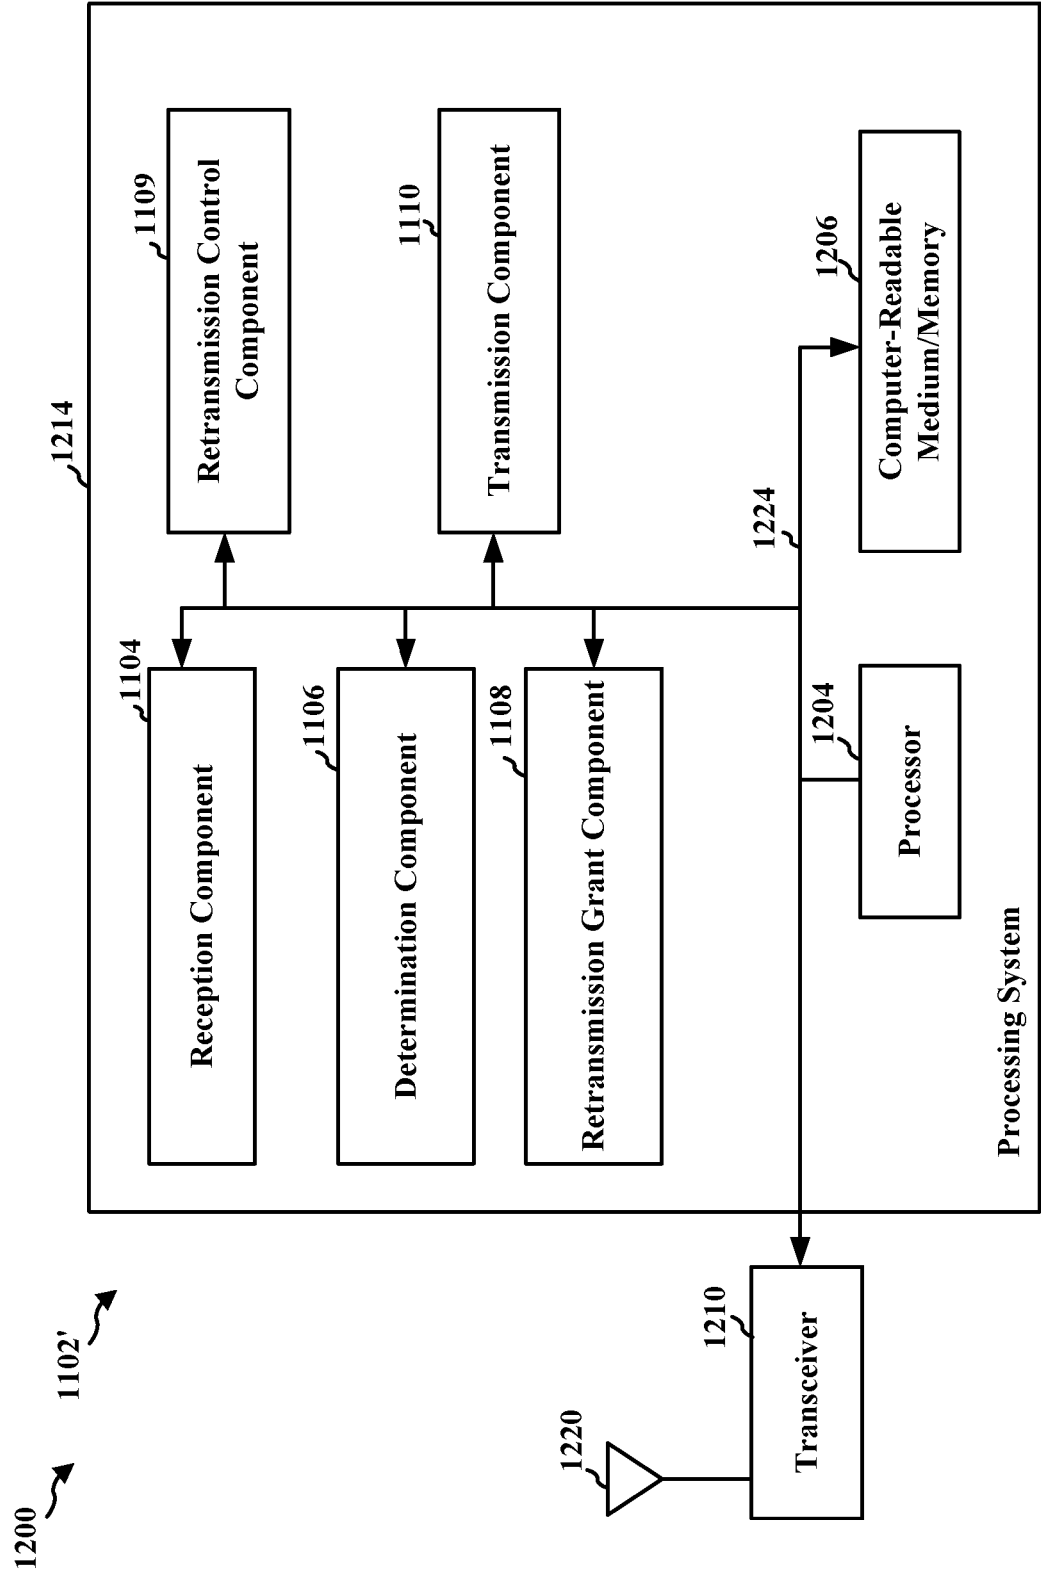 1200
1102'
1220
1210
Transceiver
1214
1104
Reception Component
1106
Determination Component
1108
Retransmission Grant Component
1109
Retransmission Control
Component
1110
Transmission Component
1224
1204
Processor
1206
Computer-Readable
Medium/Memory
Processing System